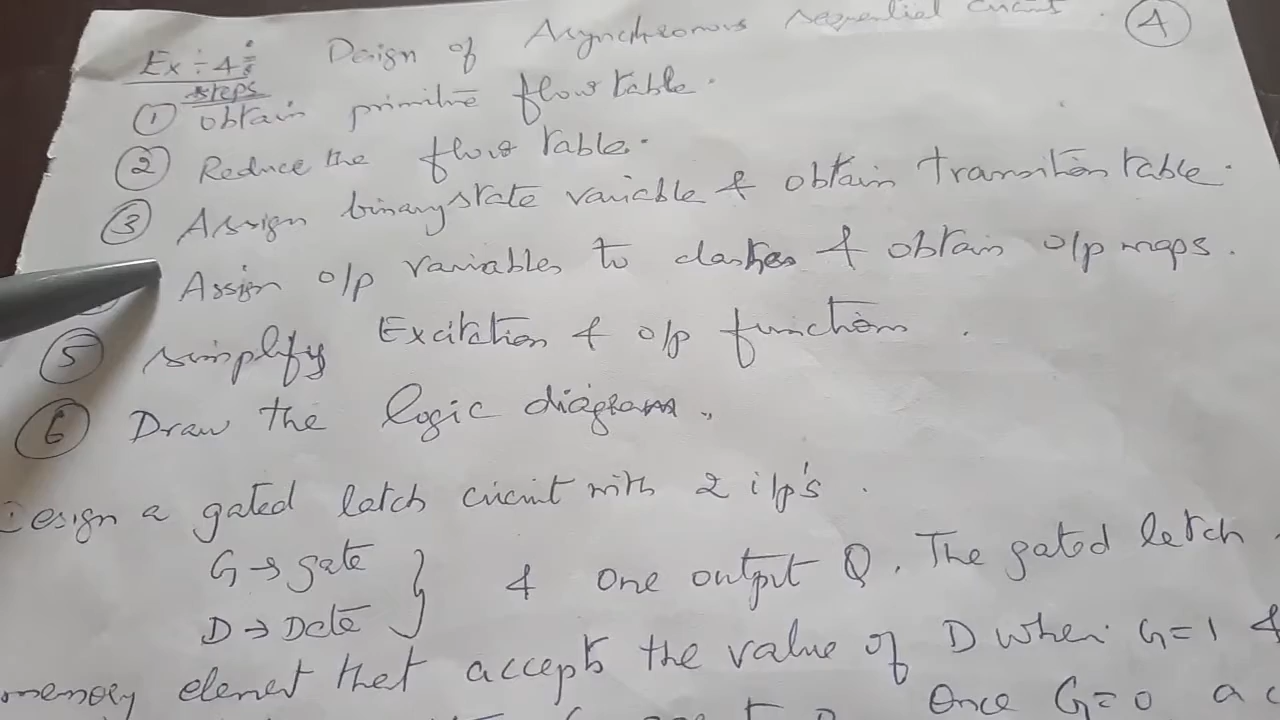 Ex ÷ 4: Design of Asynchronous sequential circuit. 4
steps
1 obtain primitive flow table.
2 Reduce the flow table.
3 Assign binary state variable & obtain transition table.
Assign o/p variables to dashes & obtain o/p maps.
5 simplify Excitation & o/p function.
6 Draw the logic diagram.
esign a gated latch circuit with 2 i/p's.
G → gate
D → Data } & One output Q. The gated latch
memory element that accepts the value of D when G=1 &
Once G=0 a